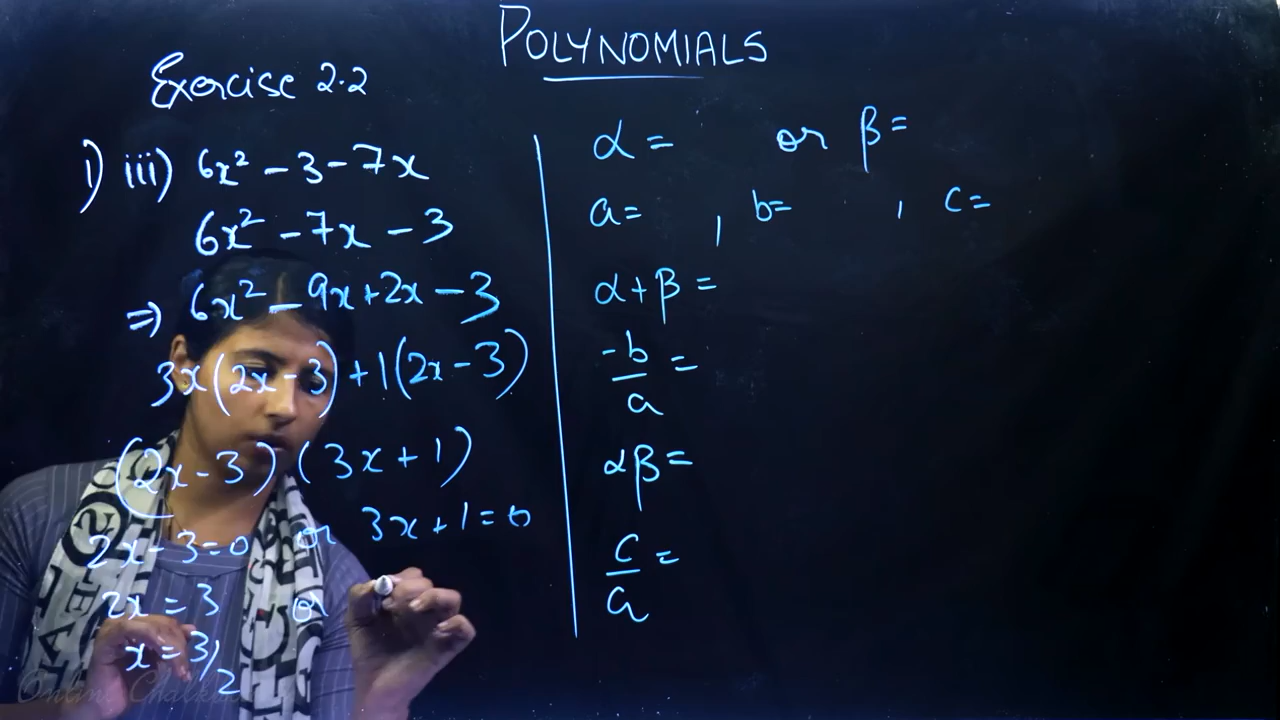 POLYNOMIALS
Exercise 2.2
1) iii) 6x² - 3 - 7x
6x² - 7x - 3
⇒ 6x² - 9x + 2x - 3
3x(2x - 3) + 1(2x - 3)
(2x - 3) (3x + 1)
2x - 3 = 0 or 3x + 1 = 0
2x = 3 or
x = 3/2
α = or β =
a = , b = , c =
α + β =
-b/a =
αβ =
c/a =